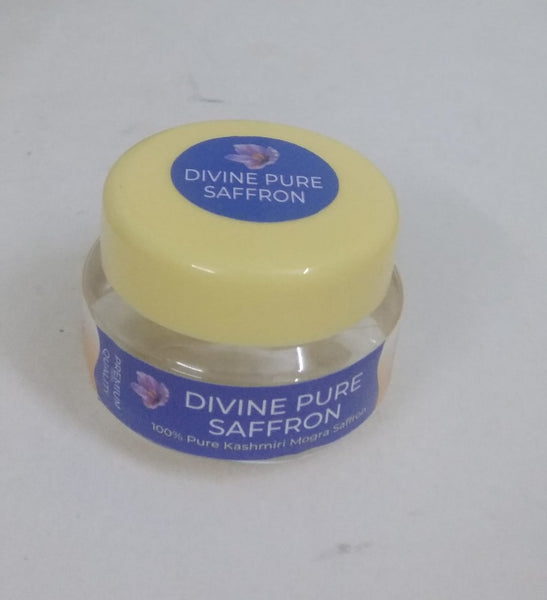 DIVINE PURE
SAFFRON
PREMIUM
QUALITY
DIVINE PURE
SAFFRON
100% Pure Kashmiri Mogra Saffron